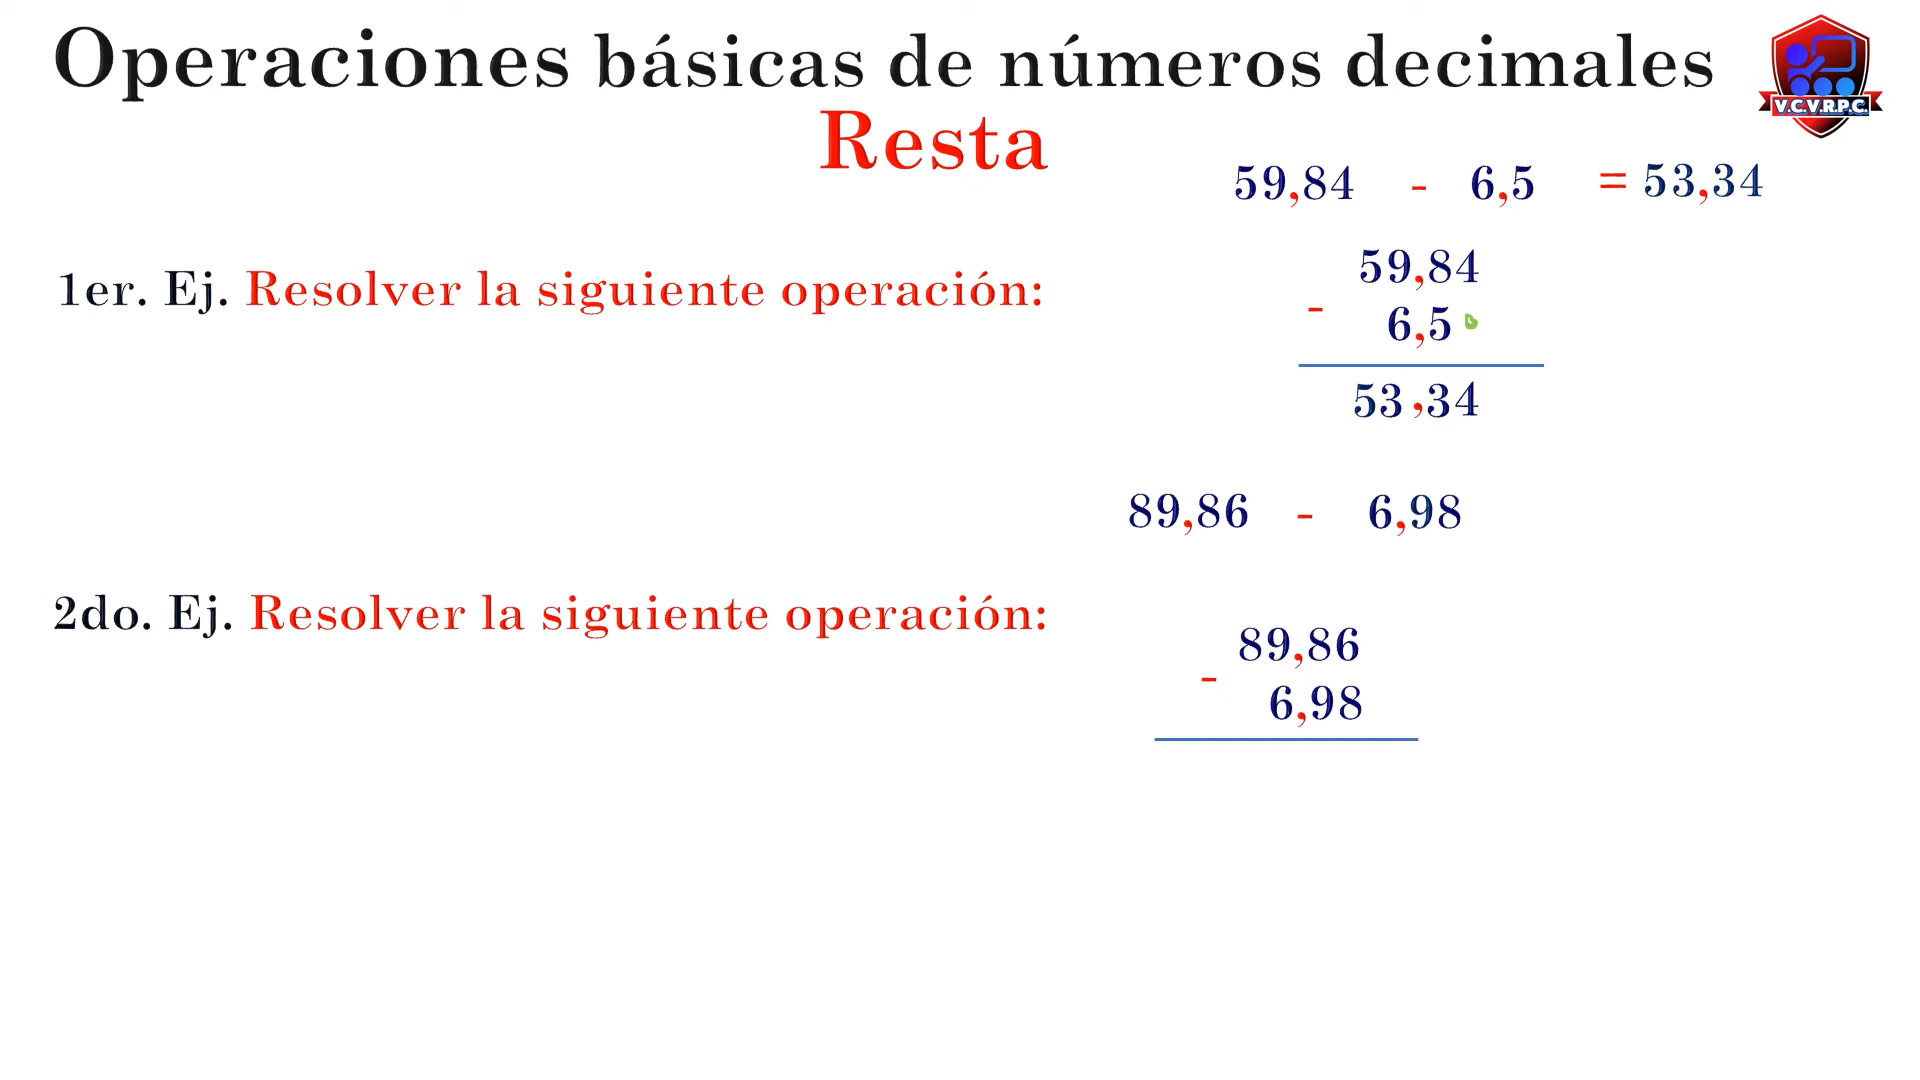 Operaciones básicas de números decimales
Resta
V.C.V.R.P.C.
59,84 - 6,5 = 53,34
1er. Ej. Resolver la siguiente operación:
59,84
-
6,50
53,34
89,86 - 6,98
2do. Ej. Resolver la siguiente operación:
89,86
-
6,98